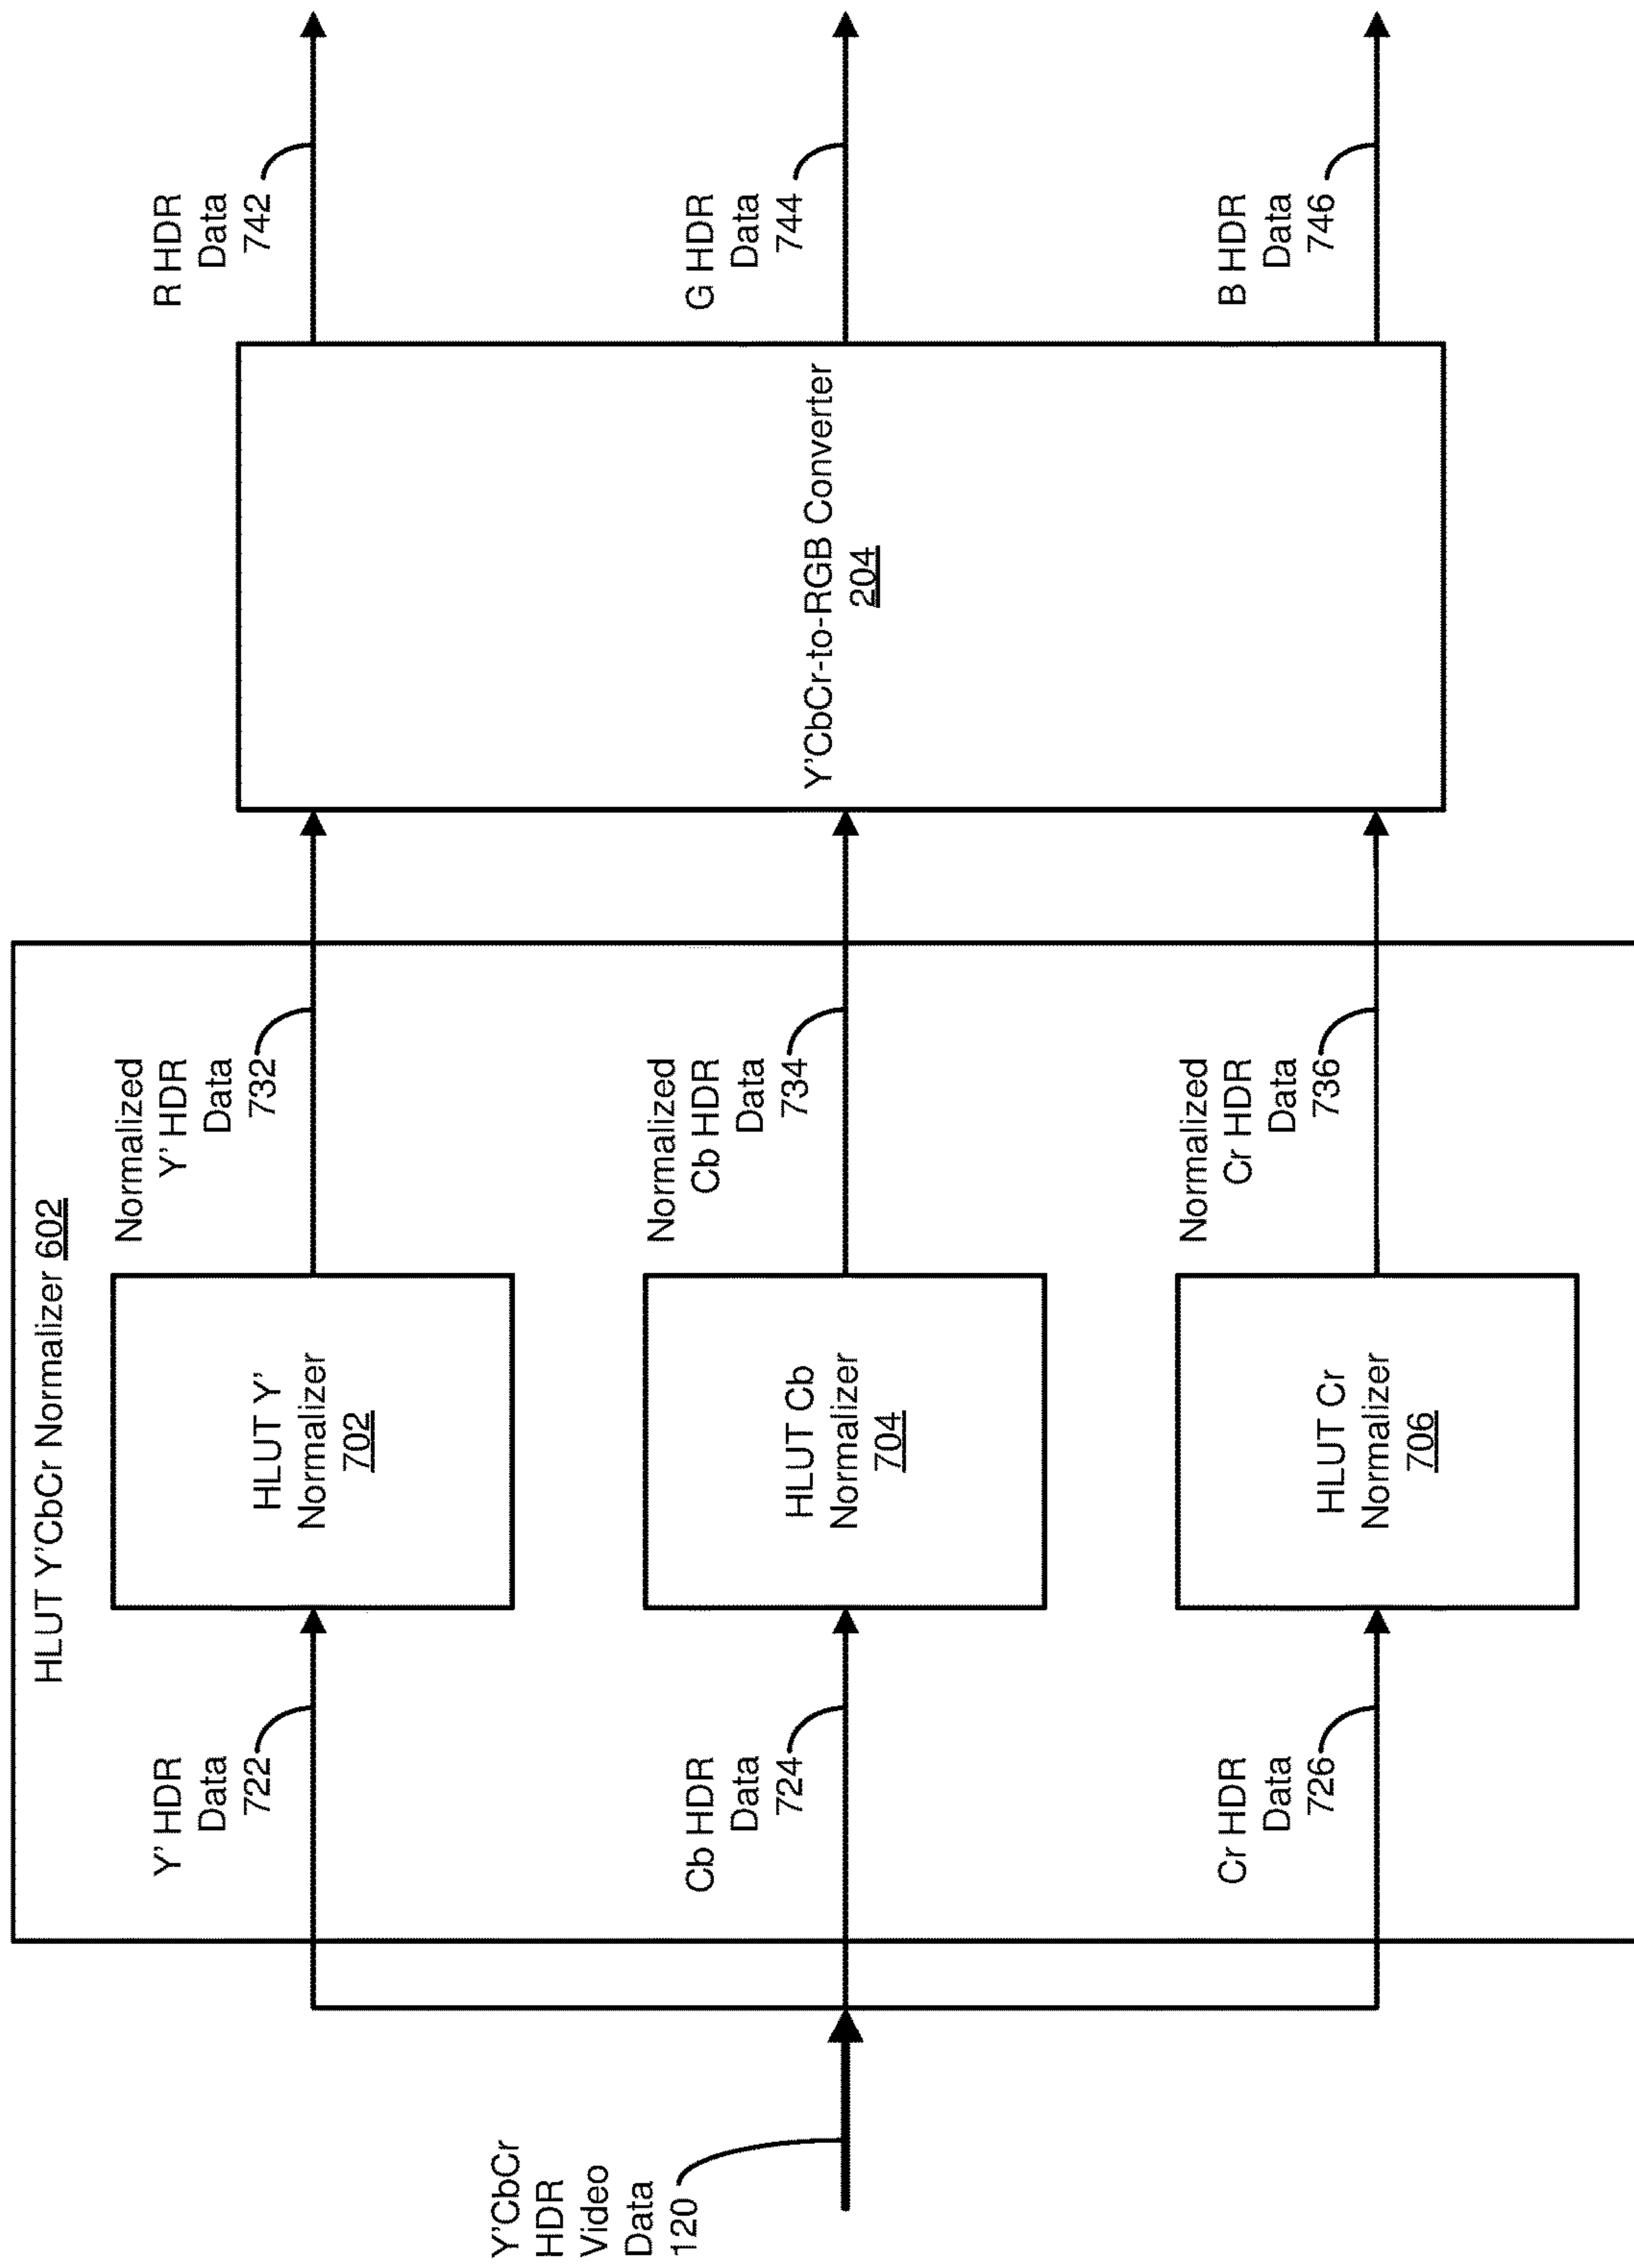 HLUT Y'CbCr Normalizer 602
Y'CbCr
HDR
Video
Data
120
Y' HDR
Data
722
HLUT Y'
Normalizer
702
Normalized
Y' HDR
Data
732
R HDR
Data
742
Cb HDR
Data
724
HLUT Cb
Normalizer
704
Normalized
Cb HDR
Data
734
Y'CbCr-to-RGB Converter
204
G HDR
Data
744
Cr HDR
Data
726
HLUT Cr
Normalizer
706
Normalized
Cr HDR
Data
736
B HDR
Data
746